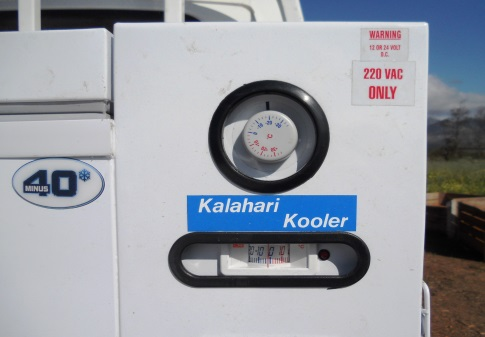 WARNING
12 OR 24 VOLT
D.C.
220 VAC
ONLY
MINUS 40
Kalahari
Kooler